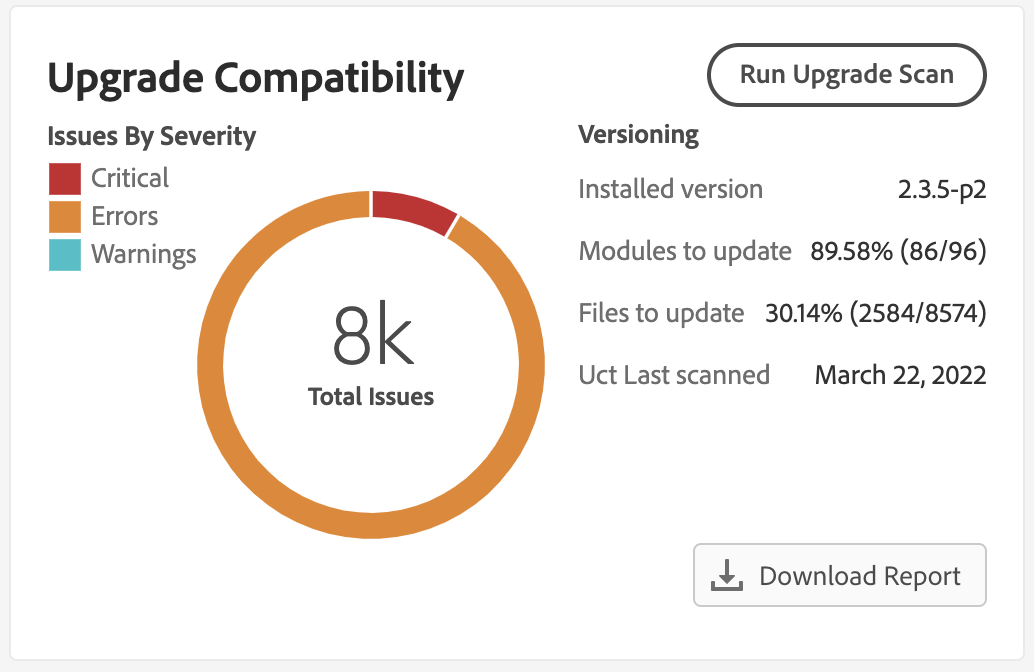 Upgrade Compatibility
Run Upgrade Scan
Issues By Severity
Critical
Errors
Warnings
8k
Total Issues
Versioning
Installed version 2.3.5-p2
Modules to update 89.58% (86/96)
Files to update 30.14% (2584/8574)
Uct Last scanned March 22, 2022
Download Report